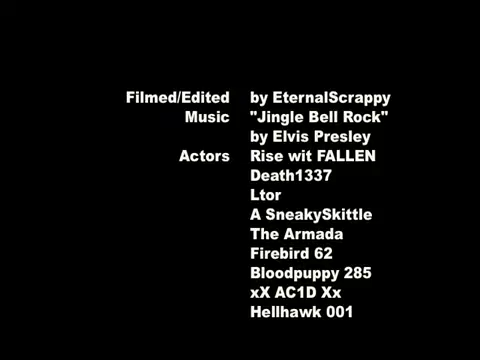 Filmed/Edited by EternalScrappy
Music "Jingle Bell Rock"
by Elvis Presley
Actors Rise wit FALLEN
Death1337
Ltor
A SneakySkittle
The Armada
Firebird 62
Bloodpuppy 285
xX AC1D Xx
Hellhawk 001